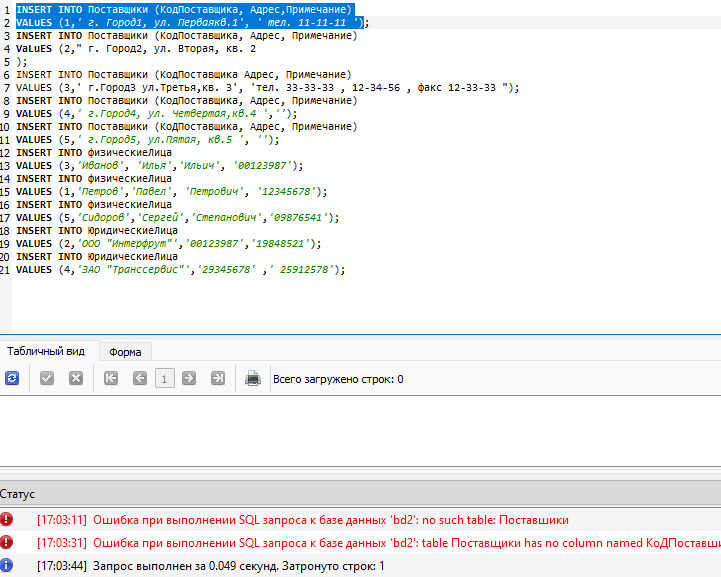 1 INSERT INTO Поставщики (КодПоставщика, Адрес,Примечание)
2 VALuES (1,' г. Город1, ул. Перваякв.1', ' тел. 11-11-11 ');
3 INSERT INTO Поставщики (КоДПоставщика, Адрес, Примечание)
4 VaLuES (2," г. Город2, ул. Вторая, кв. 2
5 );
6 INSERT INTO Поставщики (КодПоставщика Адрес, Примечание)
7 VALUES (3,' г.Город3 ул.Третья,кв. 3', 'тел. 33-33-33 , 12-34-56 , факс 12-33-33 ");
8 INSERT INTO Поставщики (КоДПоставщика, Адрес, Примечание)
9 VALUES (4,' г.Город4, ул. Четвертая,кв.4 ','');
10 INSERT INTO Поставщики (КоДПоставщика, Адрес, Примечание)
11 VALUES (5,' г.Город5, ул.Пятая, кв.5 ', '');
12 INSERT INTO физическиеЛица
13 VALUES (3,'Иванов', 'Илья','Ильич', '00123987');
14 INSERT INTO физическиеЛица
15 VALUES (1,'Петров','Павел', 'Петрович', '12345678');
16 INSERT INTO физическиеЛица
17 VALUES (5,'Сидоров','Сергей','Степанович','09876541');
18 INSERT INTO ЮридическиеЛица
19 VALUES (2,'ООО "Интерфрут"','00123987','19848521');
20 INSERT INTO ЮридическиеЛица
21 VALUES (4,'ЗАО "Транссервис"','29345678' ,' 25912578');
Табличный вид Форма
1 Всего загружено строк: 0
Статус
[17:03:11] Ошибка при выполнении SQL запроса к базе данных 'bd2': no such table: Поставшики
[17:03:31] Ошибка при выполнении SQL запроса к базе данных 'bd2': table Поставщики has no column named КоДПоставщи
[17:03:44] Запрос выполнен за 0.049 секунд. Затронуто строк: 1